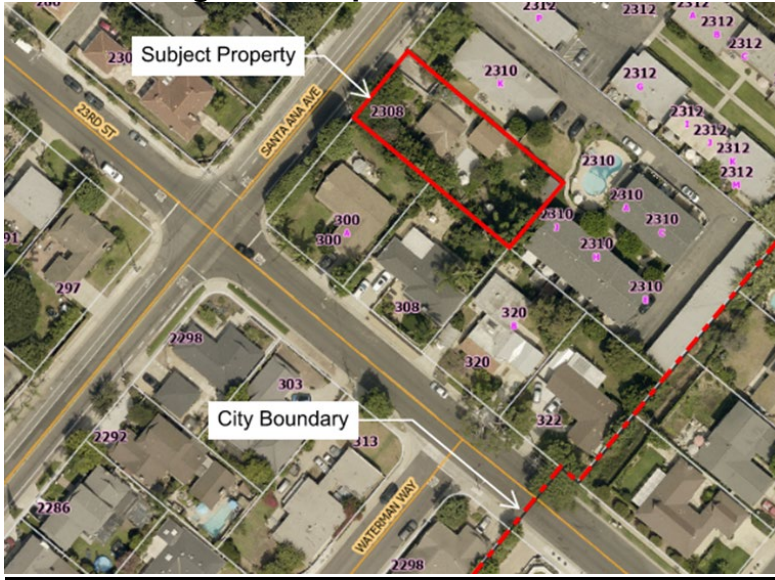 2312
P
2312
2312
A
B
2312
C
Subject Property
2310
K
2312
G
23RD ST
SANTA ANA AVE
2308
2312
I
2312
J
2312
K
2312
M
2310
2310
A
2310
C
2310
J
2310
H
2310
E
300
A
300
297
308
320
B
320
2298
303
322
City Boundary
2292
313
2286
WATERMAN WAY
2298